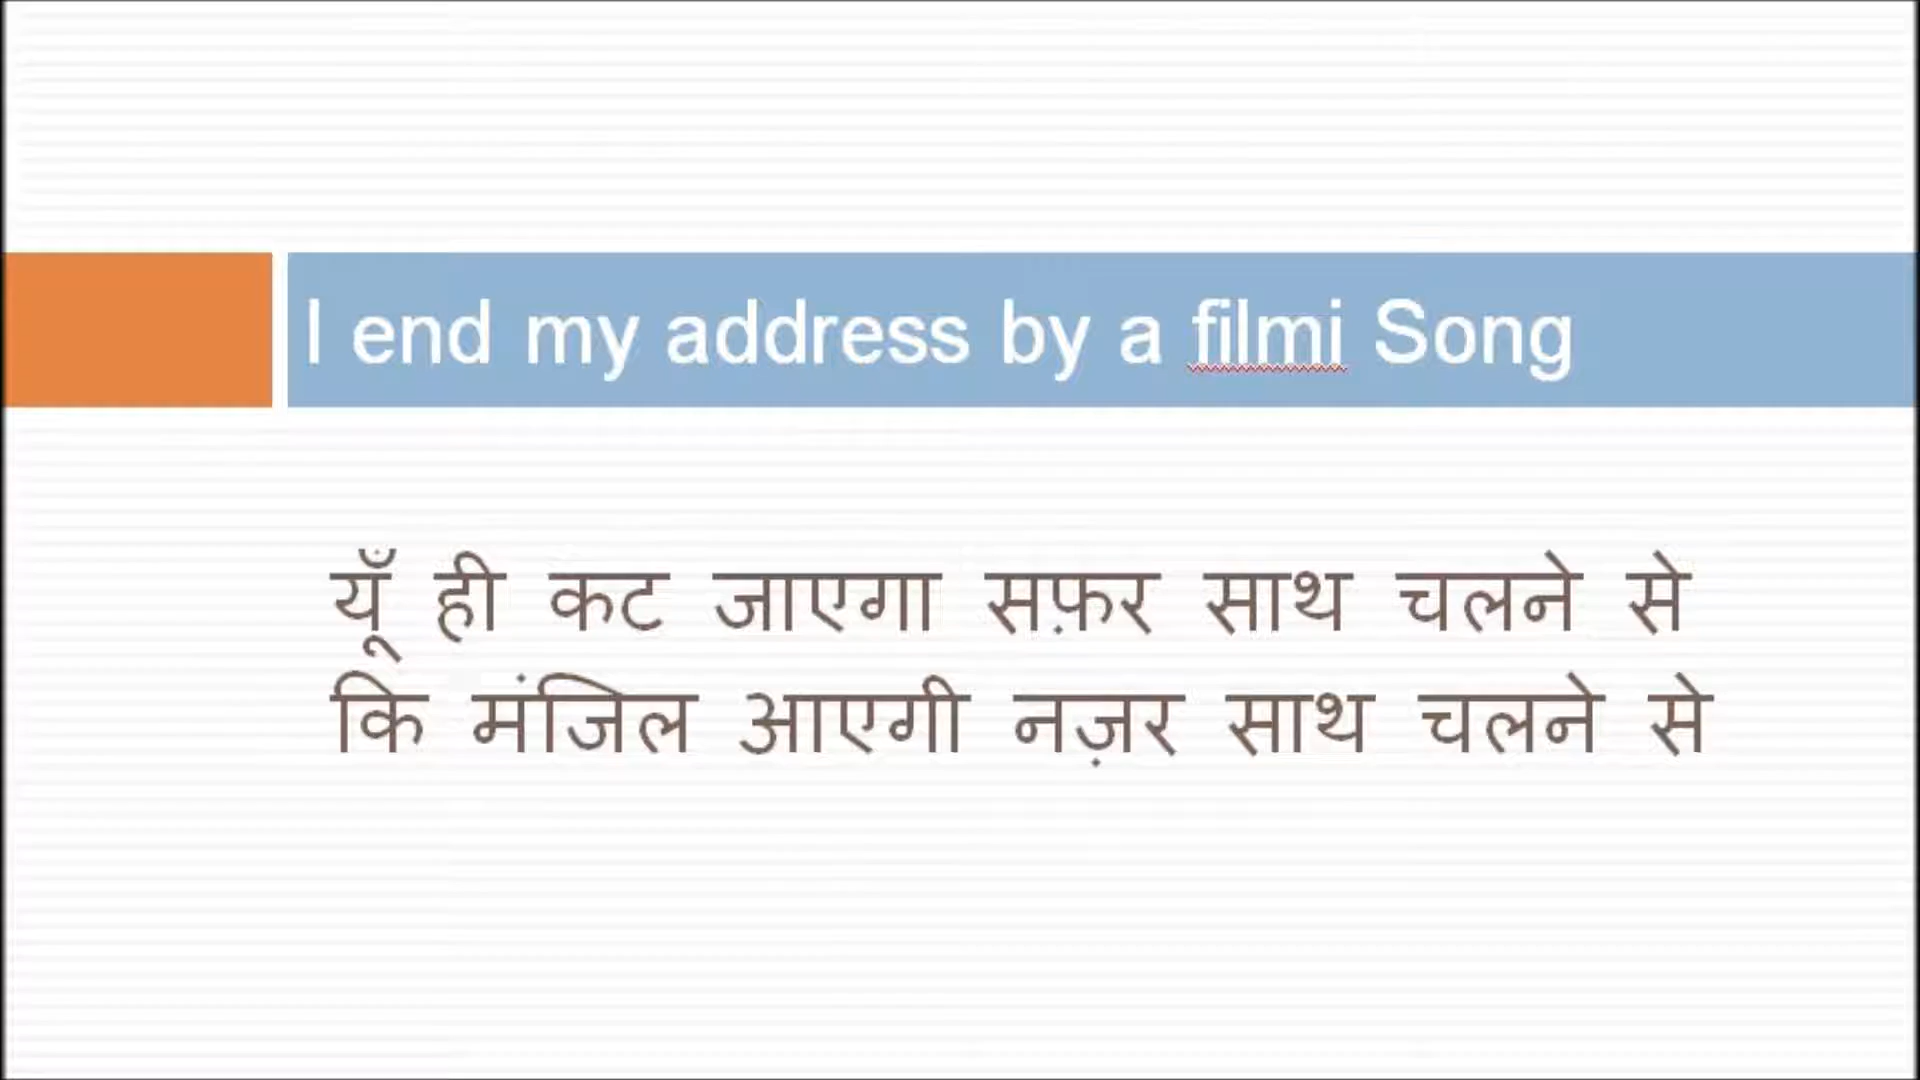 I end my address by a filmi Song
यूँ ही कट जाएगा सफ़र साथ चलने से
कि मंजिल आएगी नज़र साथ चलने से